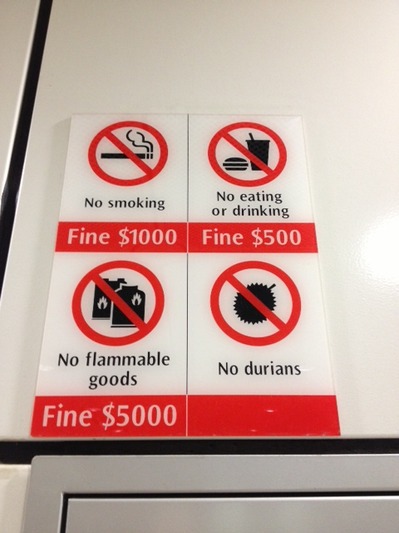 No smoking
No eating
or drinking
Fine $1000
Fine $500
No flammable
goods
No durians
Fine $5000